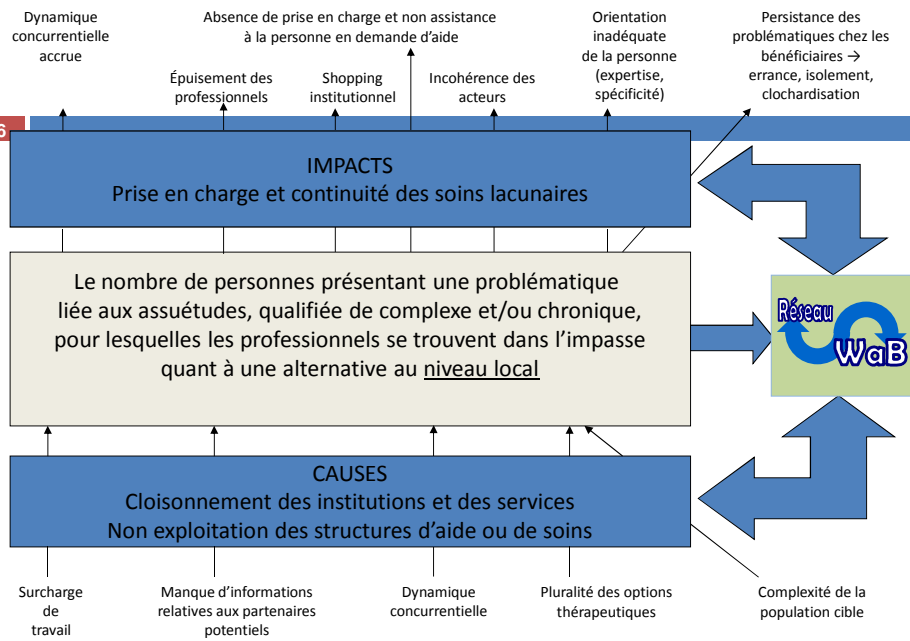 Dynamique
concurrentielle
accrue
Absence de prise en charge et non assistance
à la personne en demande d'aide
Orientation
inadéquate
de la personne
(expertise,
spécificité)
Persistance des
problématiques chez les
bénéficiaires →
errance, isolement,
clochardisation
Épuisement des
professionnels
Shopping
institutionnel
Incohérence des
acteurs
6
IMPACTS
Prise en charge et continuité des soins lacunaires
Le nombre de personnes présentant une problématique
liée aux assuétudes, qualifiée de complexe et/ou chronique,
pour lesquelles les professionnels se trouvent dans l'impasse
quant à une alternative au niveau local
Réseau
WaB
CAUSES
Cloisonnement des institutions et des services
Non exploitation des structures d'aide ou de soins
Surcharge
de
travail
Manque d'informations
relatives aux partenaires
potentiels
Dynamique
concurrentielle
Pluralité des options
thérapeutiques
Complexité de la
population cible